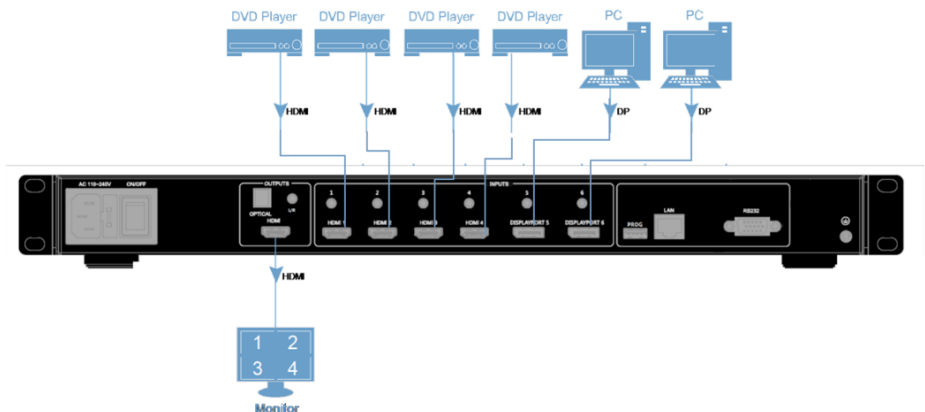 DVD Player DVD Player DVD Player DVD Player PC PC
HDMI HDMI HDMI HDMI DP DP
AC 110~240V ON/OFF OUTPUTS INPUTS
1 2 3 4 5 6
OPTICAL L/R LAN RS232
HDMI HDMI 1 HDMI 2 HDMI 3 HDMI 4 DISPLAYPORT 5 DISPLAYPORT 6 PROG
HDMI
1 2
3 4
Monitor